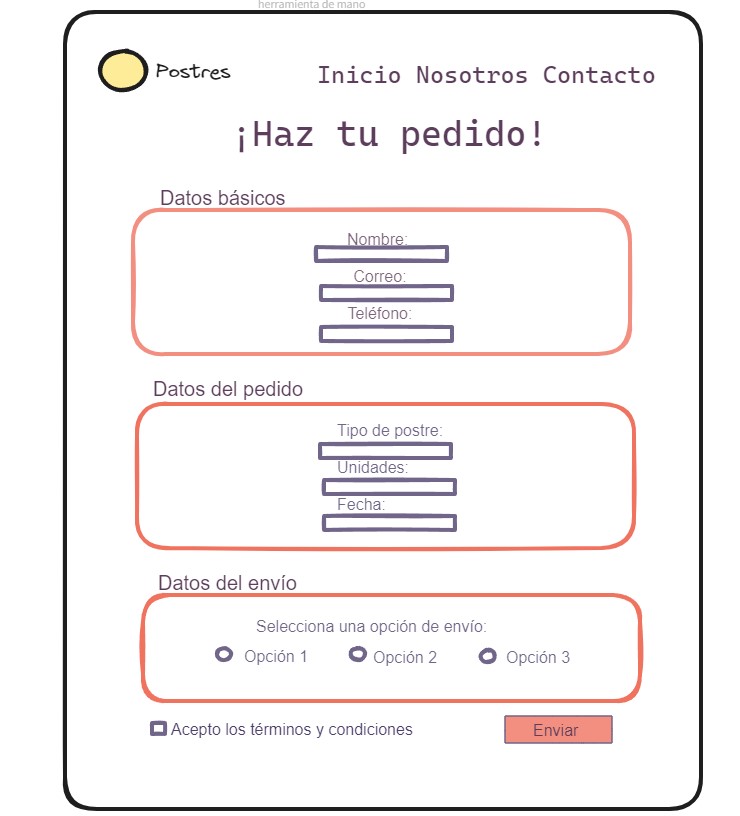 herramienta de mano
Postres
Inicio Nosotros Contacto
¡Haz tu pedido!
Datos básicos
Nombre:
Correo:
Teléfono:
Datos del pedido
Tipo de postre:
Unidades:
Fecha:
Datos del envío
Selecciona una opción de envío:
Opción 1 Opción 2 Opción 3
Acepto los términos y condiciones Enviar